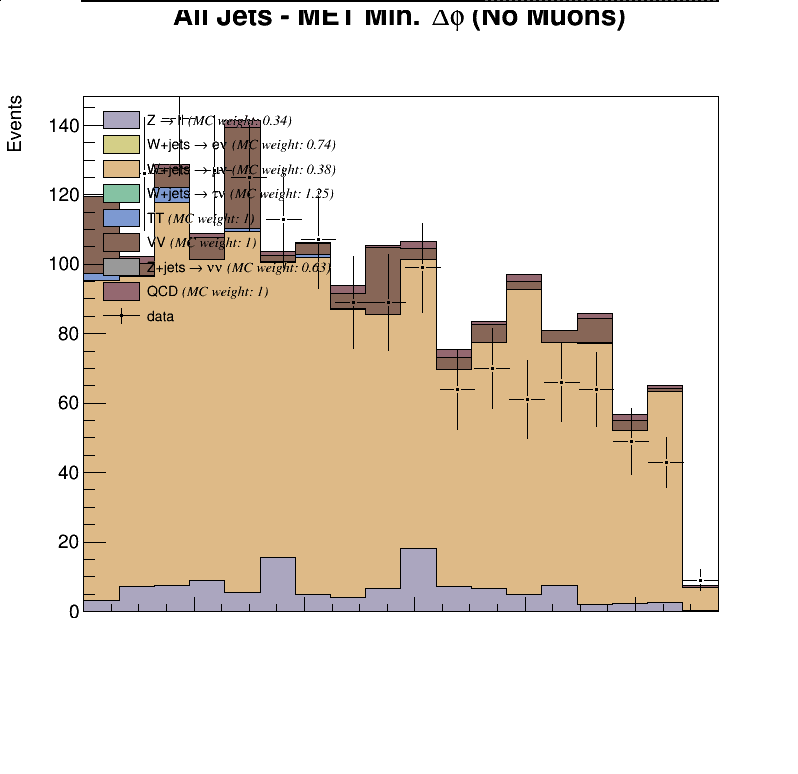 All Jets - MET Min. Δφ (No Muons)
Events
140
120
100
80
60
40
20
0
(MC weight: 0.34)
W+jets → eν (MC weight: 0.74)
W+jets → μν (MC weight: 0.38)
W+jets → τν (MC weight: 1.25)
TT (MC weight: 1)
VV (MC weight: 1)
Z+jets → νν (MC weight: 0.63)
QCD (MC weight: 1)
data